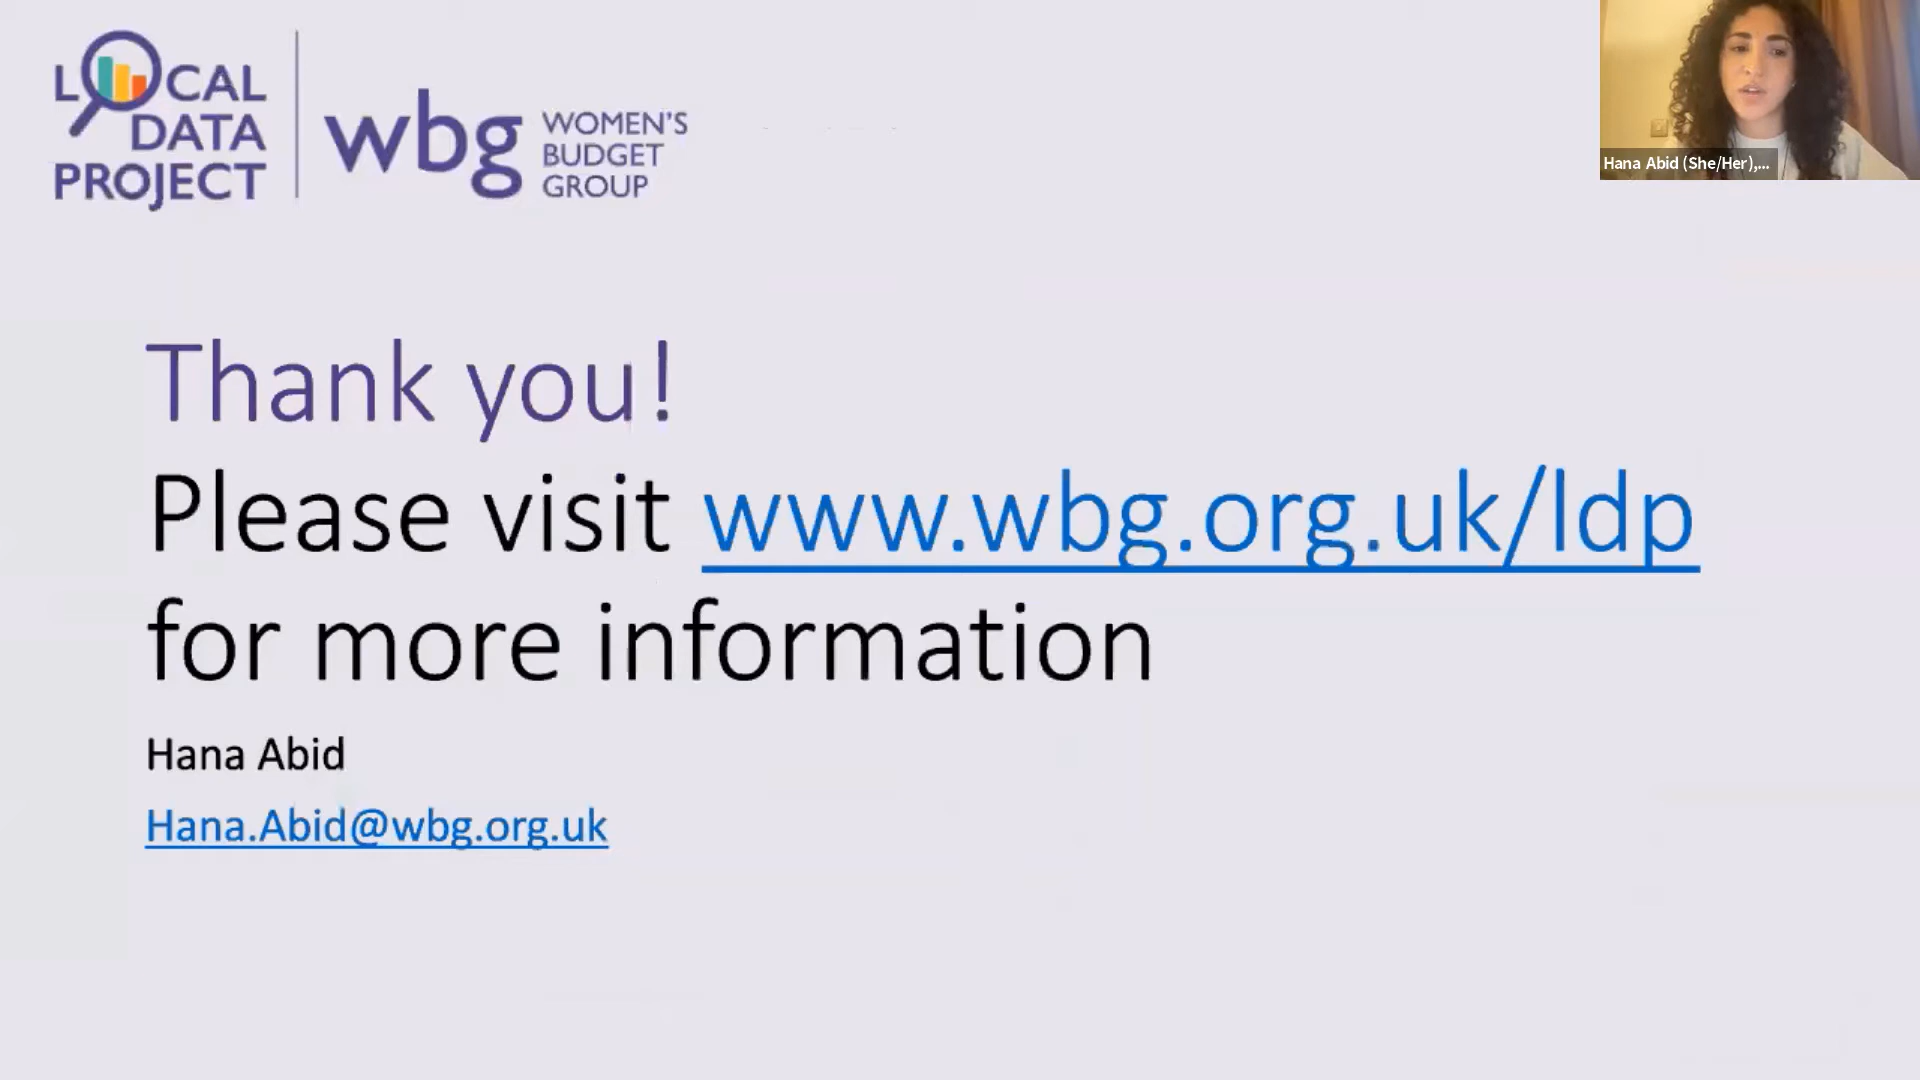 LOCAL
DATA
PROJECT
wbg
WOMEN'S
BUDGET
GROUP
Hana Abid (She/Her),...
Thank you!
Please visit www.wbg.org.uk/ldp
for more information
Hana Abid
Hana.Abid@wbg.org.uk